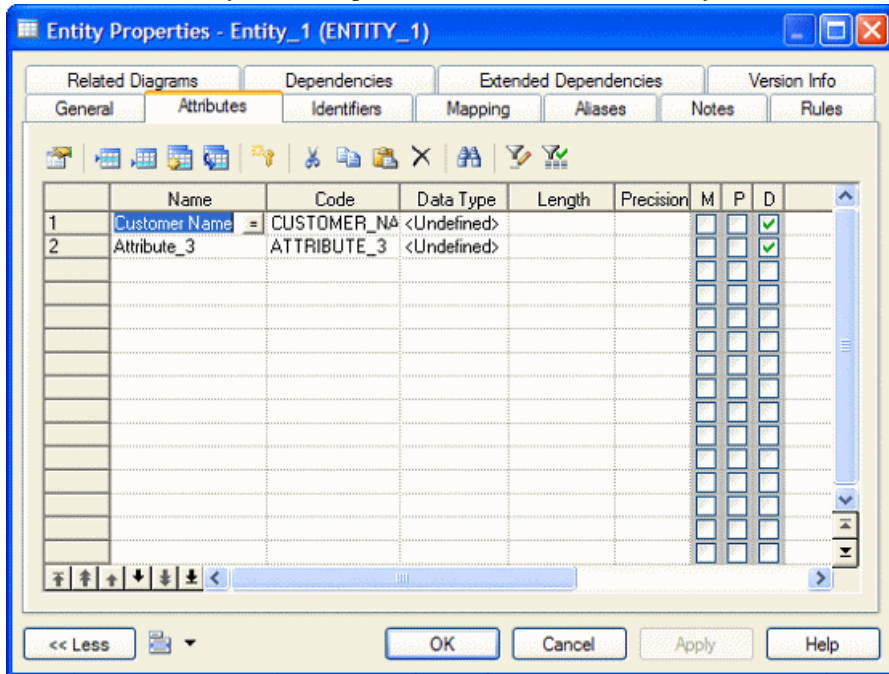 Entity Properties - Entity_1 (ENTITY_1)
Related Diagrams Dependencies Extended Dependencies Version Info
General Attributes Identifiers Mapping Aliases Notes Rules
Name Code Data Type Length Precision M P D
1 Customer Name = CUSTOMER_NA <Undefined>
2 Attribute_3 ATTRIBUTE_3 <Undefined>
<< Less OK Cancel Apply Help